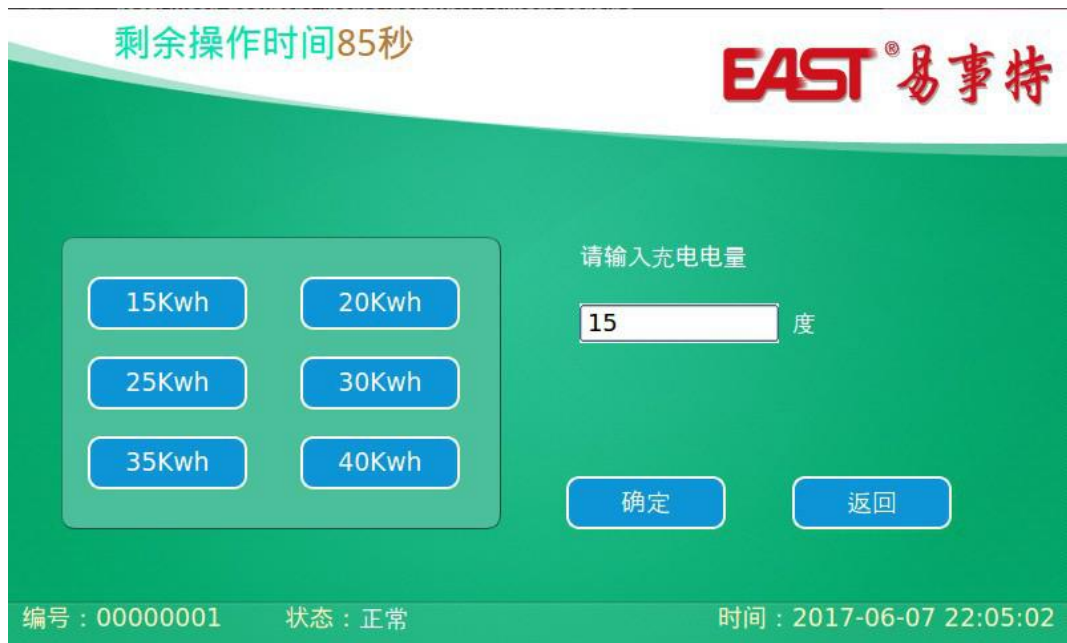 剩余操作时间85秒
EAST®易事特
请输入充电电量
15Kwh 20Kwh
15 度
25Kwh 30Kwh
35Kwh 40Kwh
确定 返回
编号：00000001 状态：正常 时间：2017-06-07 22:05:02